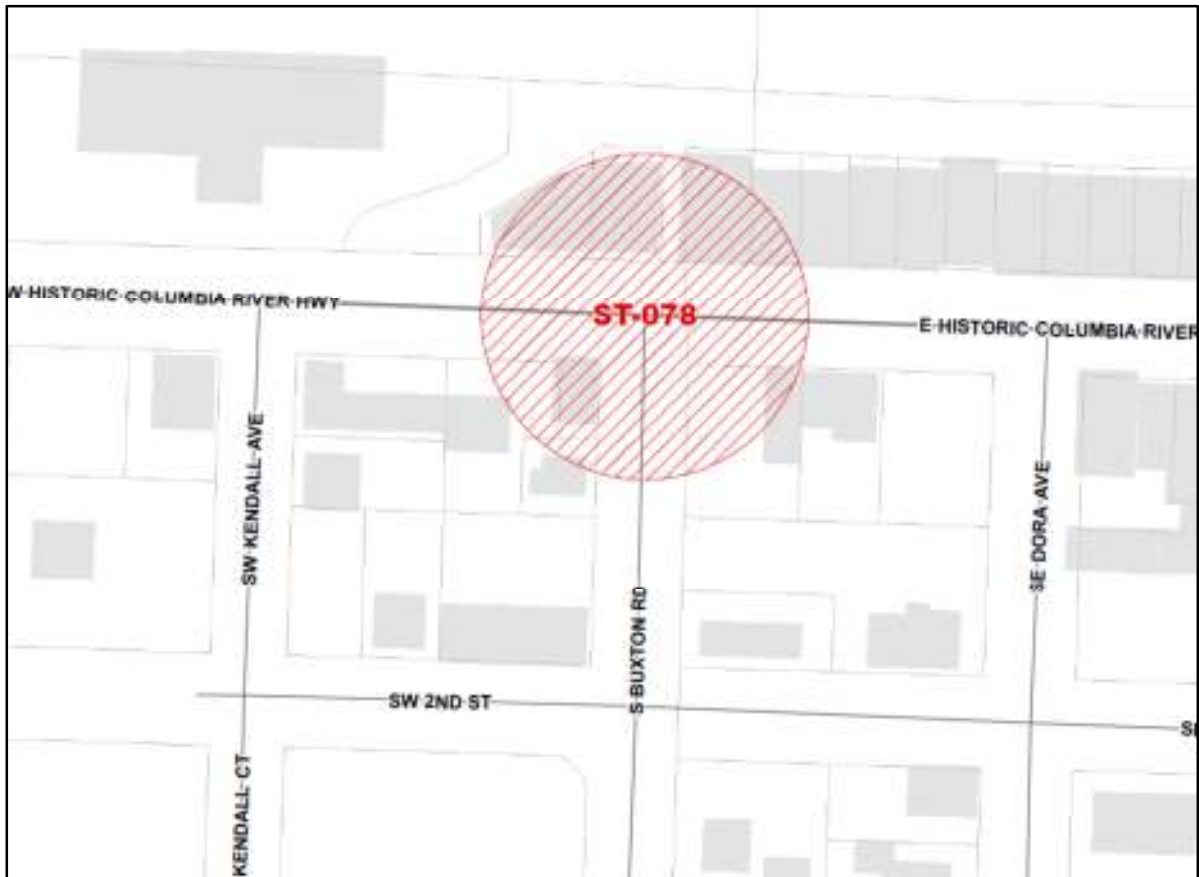 W HISTORIC COLUMBIA RIVER HWY
ST-078
E HISTORIC COLUMBIA RIVER
SW KENDALL AVE
SE DORA AVE
S BUXTON RD
SW 2ND ST
KENDALL CT